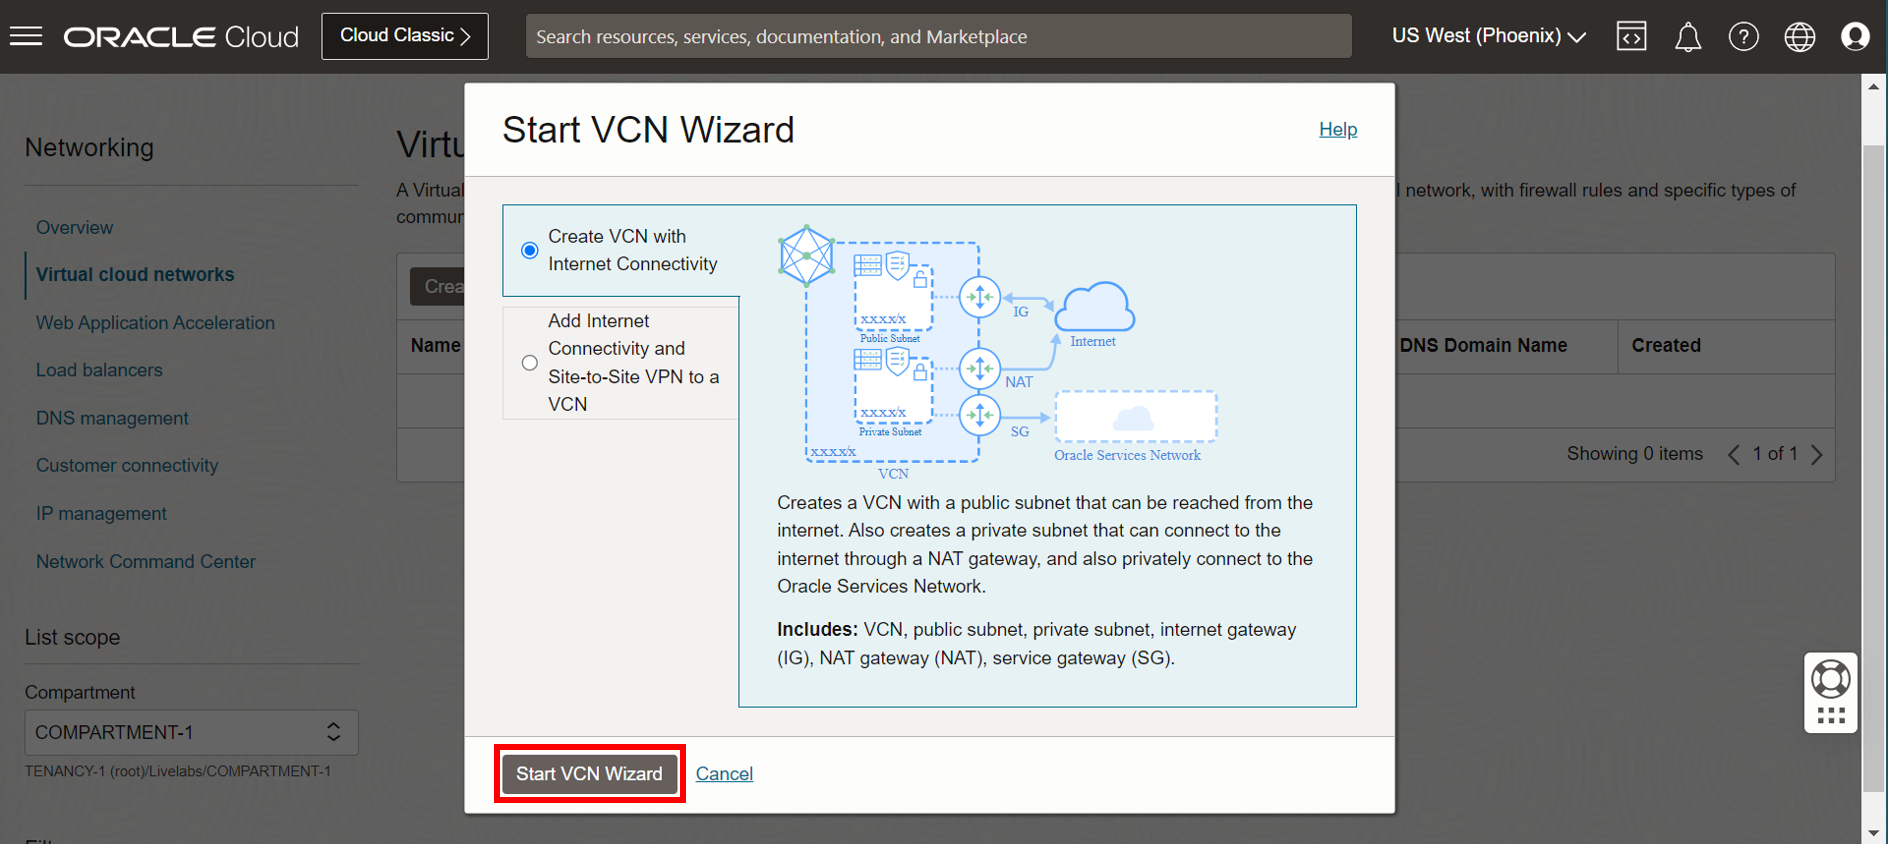 ORACLE Cloud
Cloud Classic
Search resources, services, documentation, and Marketplace
US West (Phoenix)
Networking
Overview
Virtual cloud networks
Web Application Acceleration
Load balancers
DNS management
Customer connectivity
IP management
Network Command Center
List scope
Compartment
COMPARTMENT-1
TENANCY-1 (root)/Livelabs/COMPARTMENT-1
Virtu
A Virtual
l network, with firewall rules and specific types of
commun
Crea
Name
DNS Domain Name
Created
Showing 0 items
1 of 1
Start VCN Wizard
Help
Create VCN with
Internet Connectivity
Add Internet
Connectivity and
Site-to-Site VPN to a
VCN
x.x.x.x/x
Public Subnet
x.x.x.x/x
Private Subnet
x.x.x.x/x
VCN
IG
Internet
NAT
SG
Oracle Services Network
Creates a VCN with a public subnet that can be reached from the
internet. Also creates a private subnet that can connect to the
internet through a NAT gateway, and also privately connect to the
Oracle Services Network.
Includes: VCN, public subnet, private subnet, internet gateway
(IG), NAT gateway (NAT), service gateway (SG).
Start VCN Wizard
Cancel